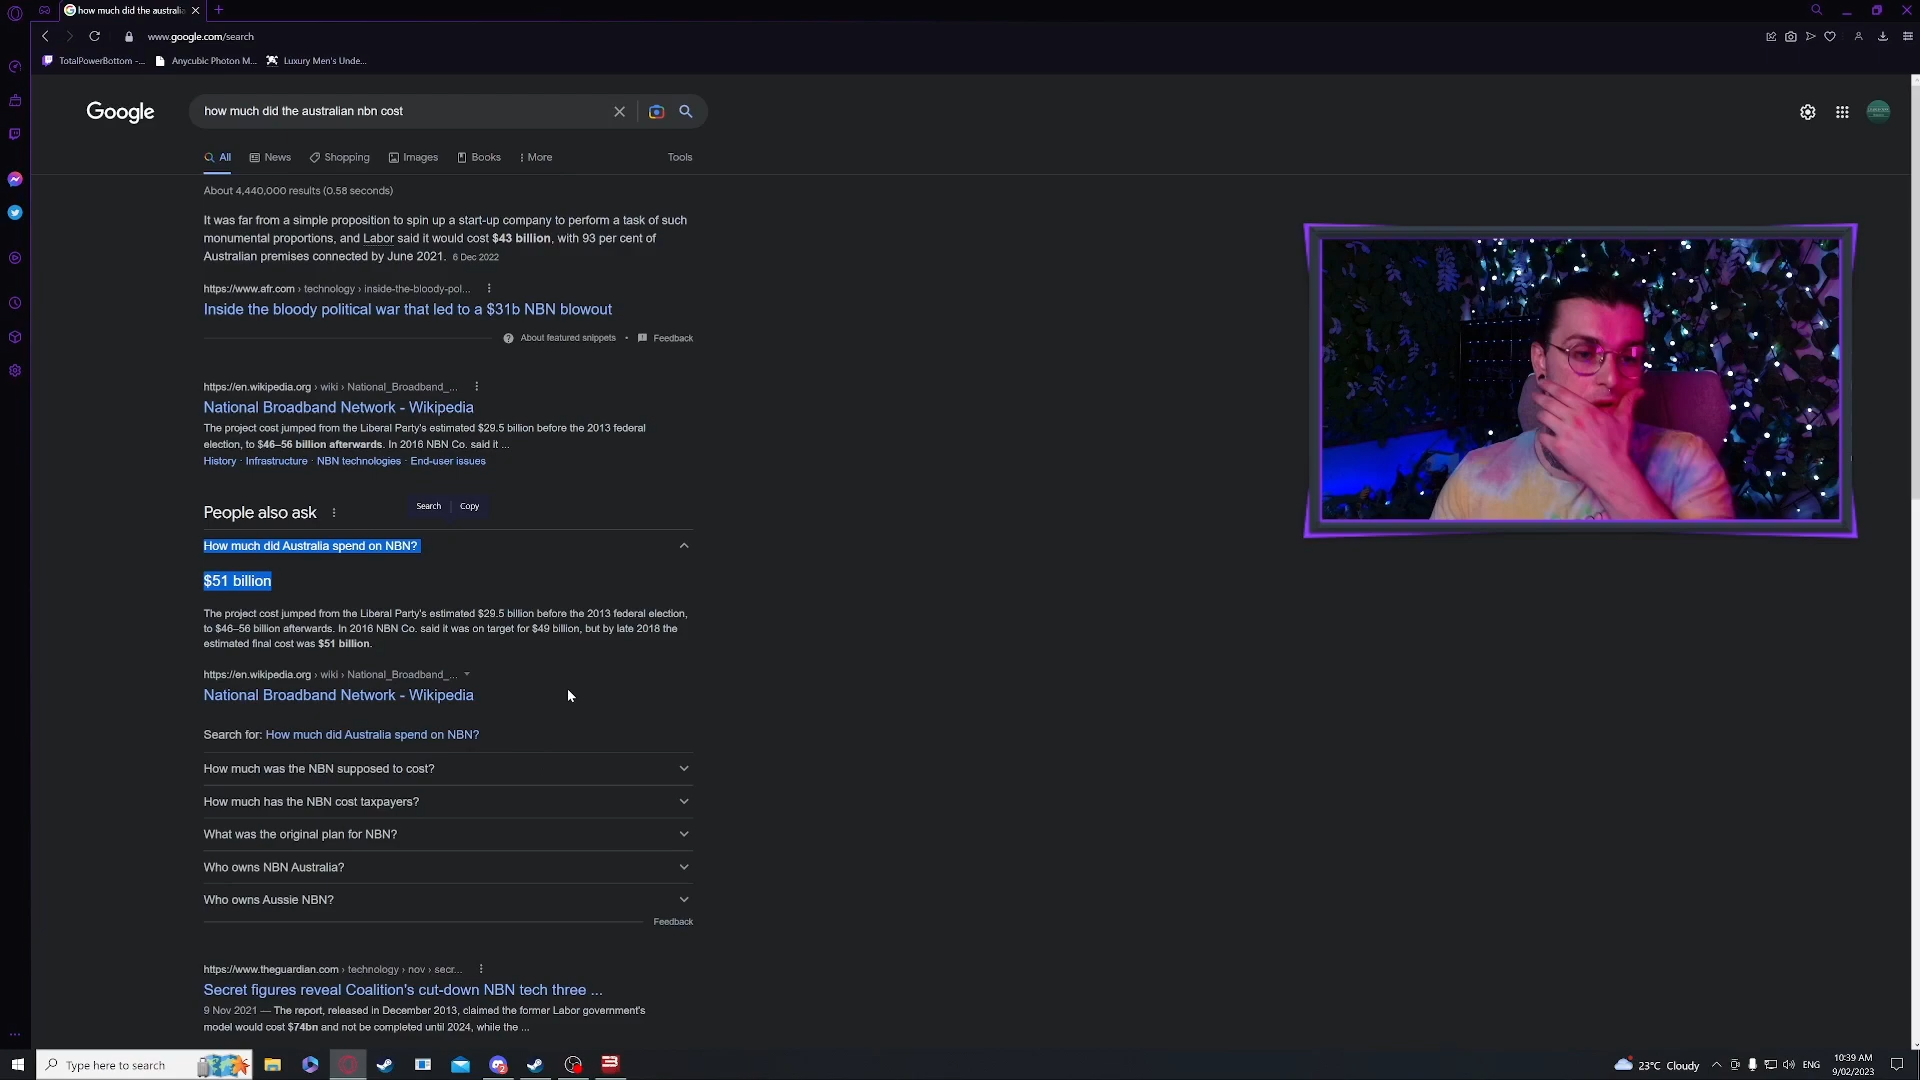 how much did the australia
www.google.com/search
TotalPowerBottom -...
Anycubic Photon M...
Luxury Men's Unde...
Google
how much did the australian nbn cost
All
News
Shopping
Images
Books
More
Tools
About 4,440,000 results (0.58 seconds)
It was far from a simple proposition to spin up a start-up company to perform a task of such
monumental proportions, and Labor said it would cost $43 billion, with 93 per cent of
Australian premises connected by June 2021. 6 Dec 2022
https://www.afr.com › technology › inside-the-bloody-pol...
Inside the bloody political war that led to a $31b NBN blowout
About featured snippets • Feedback
https://en.wikipedia.org › wiki › National_Broadband_...
National Broadband Network - Wikipedia
The project cost jumped from the Liberal Party's estimated $29.5 billion before the 2013 federal
election, to $46–56 billion afterwards. In 2016 NBN Co. said it ...
History · Infrastructure · NBN technologies · End-user issues
Search Copy
People also ask
How much did Australia spend on NBN?
$51 billion
The project cost jumped from the Liberal Party's estimated $29.5 billion before the 2013 federal election,
to $46–56 billion afterwards. In 2016 NBN Co. said it was on target for $49 billion, but by late 2018 the
estimated final cost was $51 billion.
https://en.wikipedia.org › wiki › National_Broadband_...
National Broadband Network - Wikipedia
Search for: How much did Australia spend on NBN?
How much was the NBN supposed to cost?
How much has the NBN cost taxpayers?
What was the original plan for NBN?
Who owns NBN Australia?
Who owns Aussie NBN?
Feedback
https://www.theguardian.com › technology › nov › secr...
Secret figures reveal Coalition's cut-down NBN tech three ...
9 Nov 2021 — The report, released in December 2013, claimed the former Labor government's
model would cost $74bn and not be completed until 2024, while the ...
Type here to search
23°C Cloudy
ENG
10:39 AM
9/02/2023